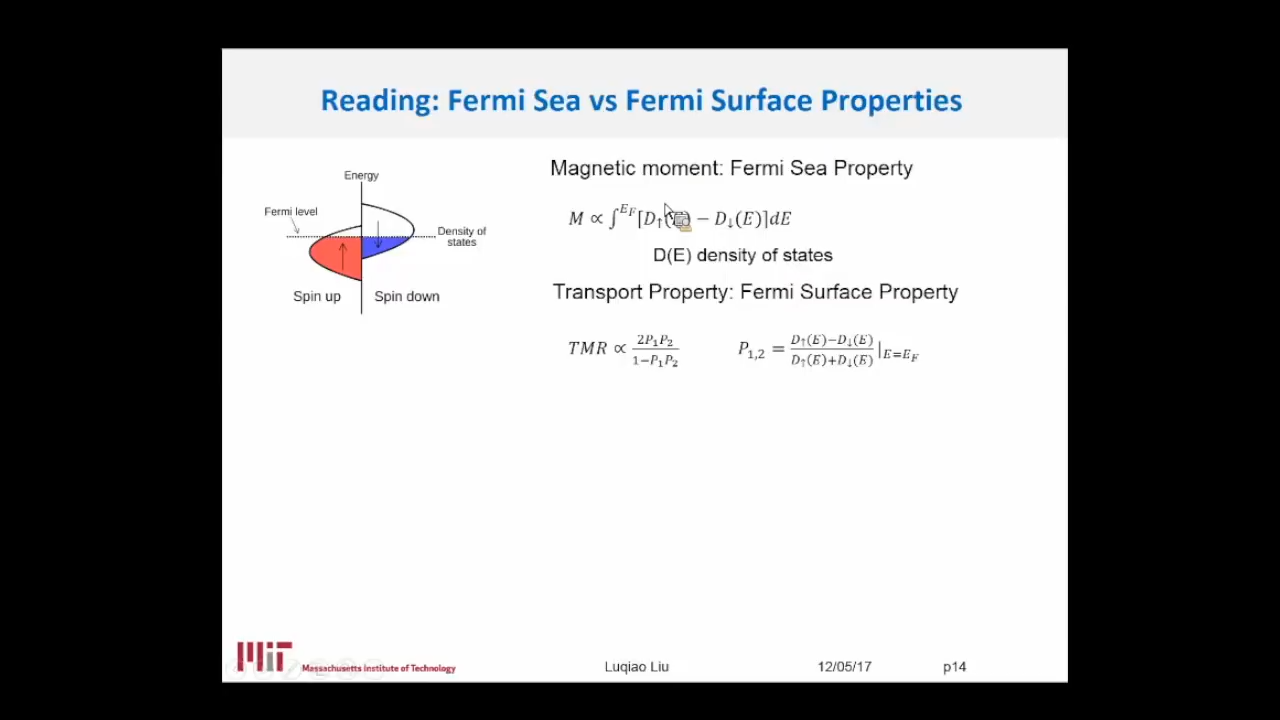 Reading: Fermi Sea vs Fermi Surface Properties
Energy
Fermi level
Density of
states
Spin up
Spin down
Magnetic moment: Fermi Sea Property
M ∝ ∫^{E_F}[D↑( ) − D↓(E)]dE
D(E) density of states
Transport Property: Fermi Surface Property
TMR ∝ 2P₁P₂/(1−P₁P₂)
P₁,₂ = (D↑(E)−D↓(E))/(D↑(E)+D↓(E)) |_{E=E_F}
MIT
Massachusetts Institute of Technology
Luqiao Liu
12/05/17
p14